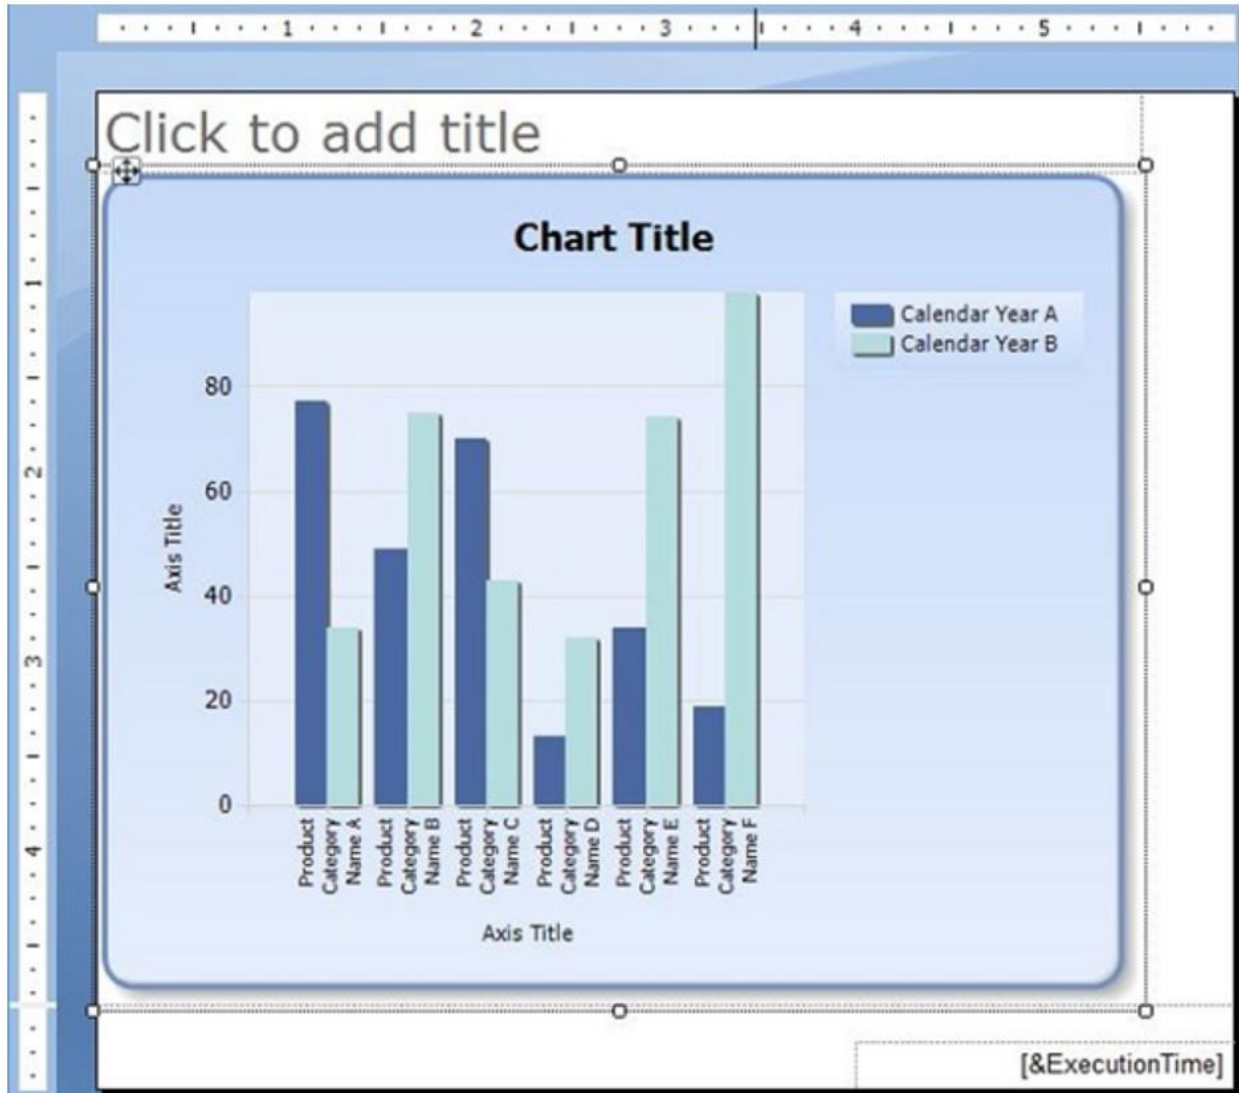 1 2 3 4 5
Click to add title
Chart Title
Calendar Year A
Calendar Year B
80
60
40
20
0
Axis Title
Product Category Name A
Product Category Name B
Product Category Name C
Product Category Name D
Product Category Name E
Product Category Name F
Axis Title
1
2
3
4
[&ExecutionTime]